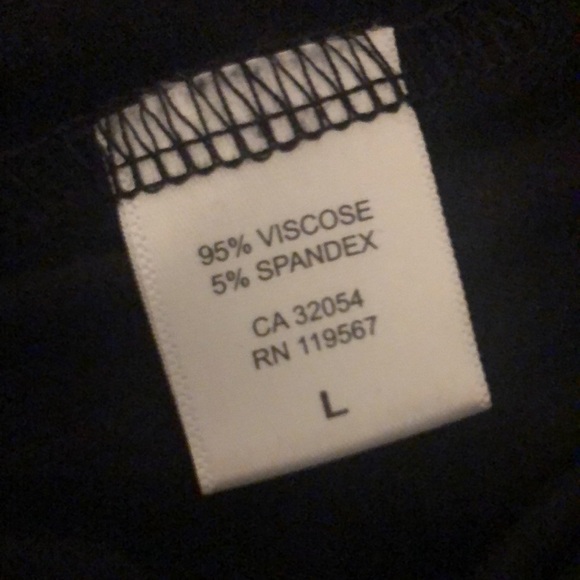 95% VISCOSE
5% SPANDEX
CA 32054
RN 119567
L